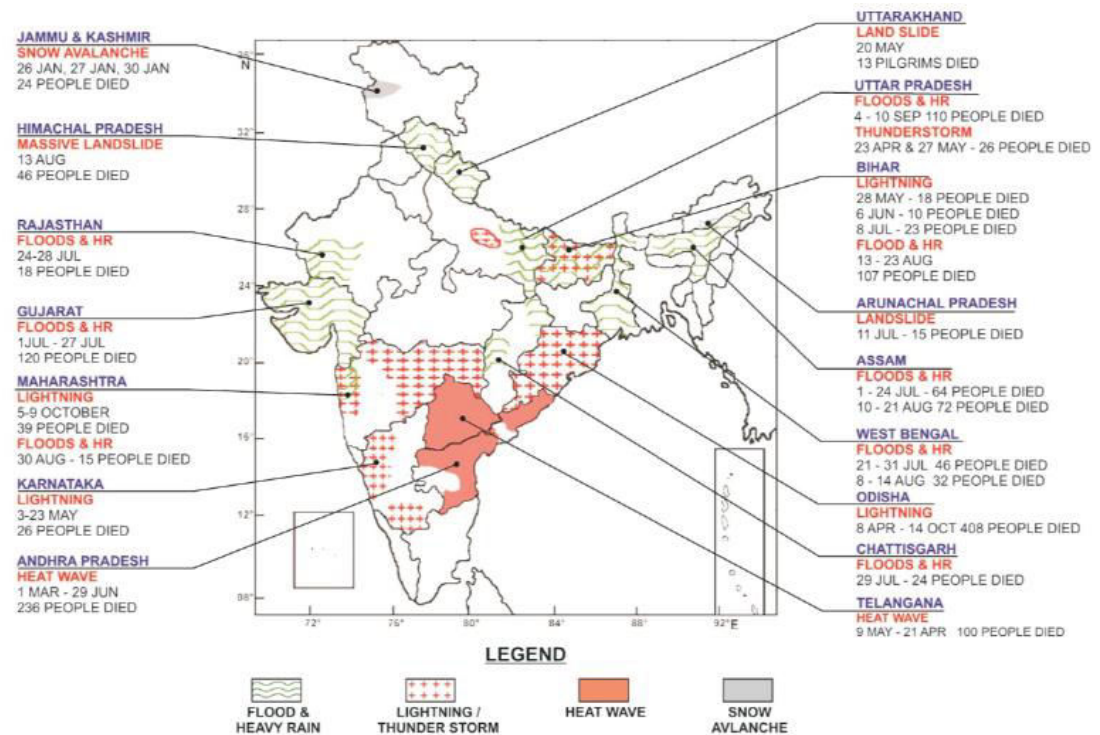 JAMMU & KASHMIR
SNOW AVALANCHE
26 JAN, 27 JAN, 30 JAN
24 PEOPLE DIED
HIMACHAL PRADESH
MASSIVE LANDSLIDE
13 AUG
46 PEOPLE DIED
RAJASTHAN
FLOODS & HR
24-28 JUL
18 PEOPLE DIED
GUJARAT
FLOODS & HR
1JUL - 27 JUL
120 PEOPLE DIED
MAHARASHTRA
LIGHTNING
5-9 OCTOBER
39 PEOPLE DIED
FLOODS & HR
30 AUG - 15 PEOPLE DIED
KARNATAKA
LIGHTNING
3-23 MAY
26 PEOPLE DIED
ANDHRA PRADESH
HEAT WAVE
1 MAR - 29 JUN
236 PEOPLE DIED
36°
N
32°
28°
24°
20°
16°
12°
08°
72°
76°
80°
84°
88°
92°
E
UTTARAKHAND
LAND SLIDE
20 MAY
13 PILGRIMS DIED
UTTAR PRADESH
FLOODS & HR
4 - 10 SEP 110 PEOPLE DIED
THUNDERSTORM
23 APR & 27 MAY - 26 PEOPLE DIED
BIHAR
LIGHTNING
28 MAY - 18 PEOPLE DIED
6 JUN - 10 PEOPLE DIED
8 JUL - 23 PEOPLE DIED
FLOOD & HR
13 - 23 AUG
107 PEOPLE DIED
ARUNACHAL PRADESH
LANDSLIDE
11 JUL - 15 PEOPLE DIED
ASSAM
FLOODS & HR
1 - 24 JUL - 64 PEOPLE DIED
10 - 21 AUG 72 PEOPLE DIED
WEST BENGAL
FLOODS & HR
21 - 31 JUL 46 PEOPLE DIED
8 - 14 AUG 32 PEOPLE DIED
ODISHA
LIGHTNING
8 APR - 14 OCT 408 PEOPLE DIED
CHATTISGARH
FLOODS & HR
29 JUL - 24 PEOPLE DIED
TELANGANA
HEAT WAVE
9 MAY - 21 APR 100 PEOPLE DIED
LEGEND
FLOOD &
HEAVY RAIN
LIGHTNING /
THUNDER STORM
HEAT WAVE
SNOW
AVLANCHE